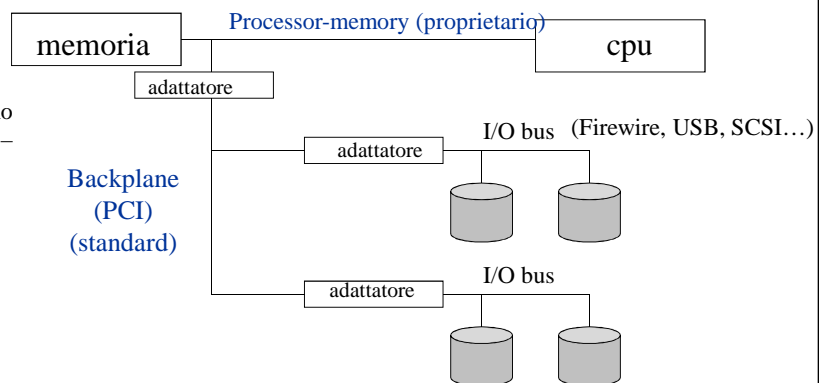 Processor-memory (proprietario)
memoria
cpu
adattatore
I/O bus (Firewire, USB, SCSI…)
–
adattatore
Backplane
(PCI)
(standard)
I/O bus
adattatore